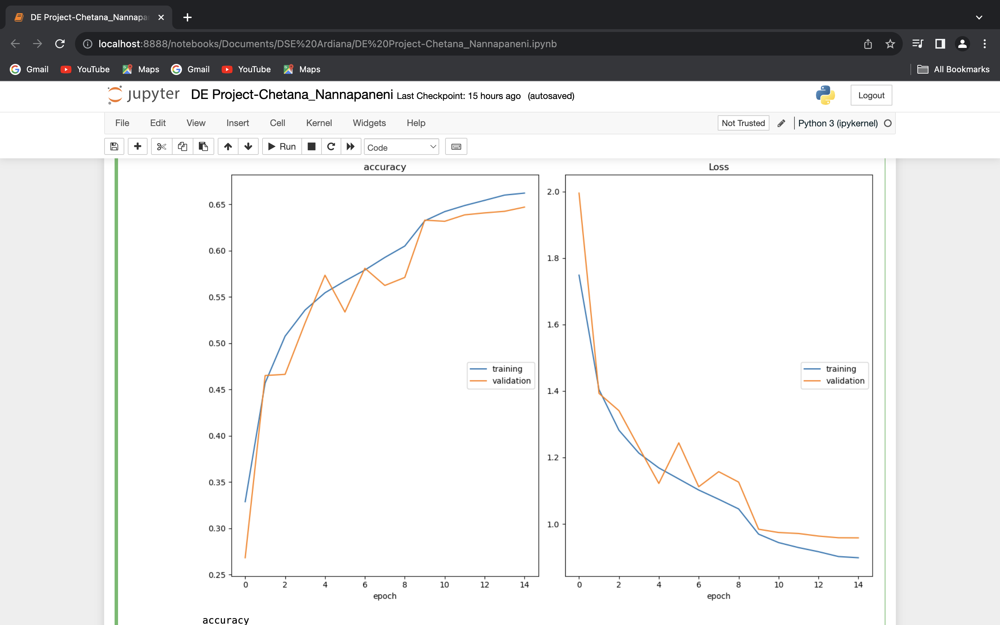 DE Project-Chetana_Nannapa
localhost:8888/notebooks/Documents/DSE%20Ardiana/DE%20Project-Chetana_Nannapaneni.ipynb
Gmail YouTube Maps Gmail YouTube Maps All Bookmarks
jupyter DE Project-Chetana_Nannapaneni Last Checkpoint: 15 hours ago (autosaved) Logout
File Edit View Insert Cell Kernel Widgets Help Not Trusted Python 3 (ipykernel)
Run Code
accuracy
0.65
0.60
0.55
0.50
0.45
0.40
0.35
0.30
0.25
training
validation
0 2 4 6 8 10 12 14
epoch
Loss
2.0
1.8
1.6
1.4
1.2
1.0
training
validation
0 2 4 6 8 10 12 14
epoch
accuracy